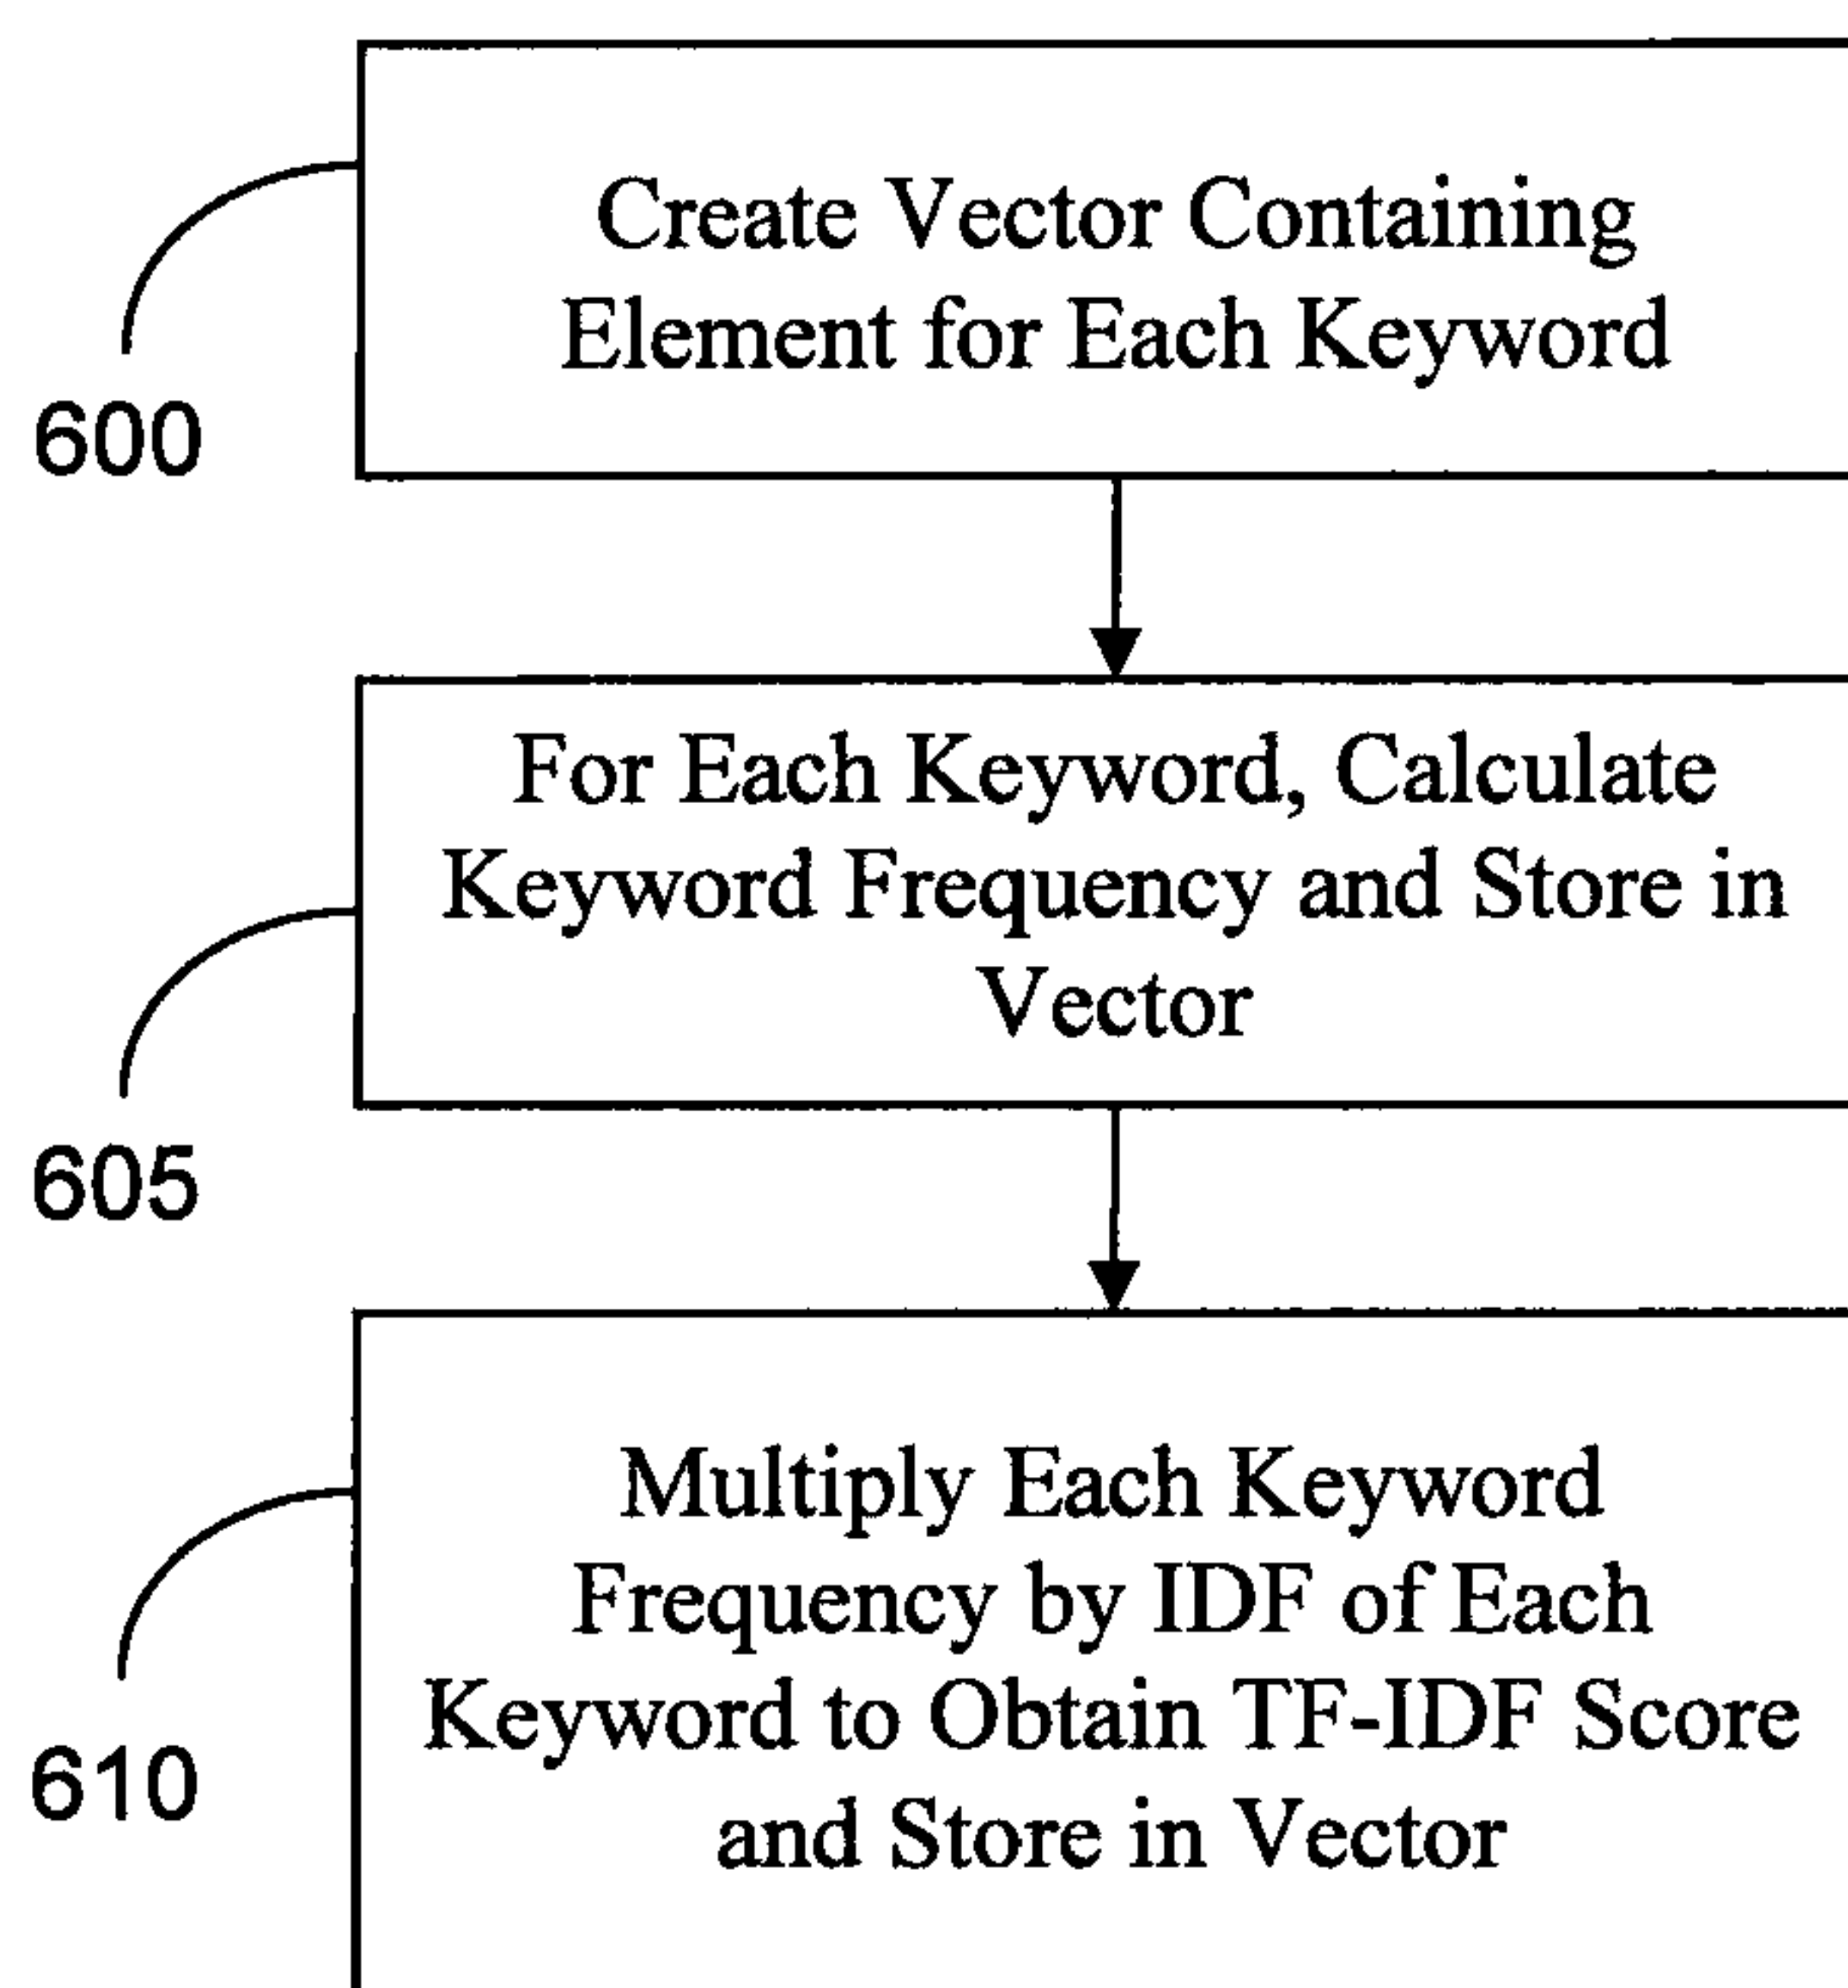 Create Vector Containing
Element for Each Keyword
600
For Each Keyword, Calculate
Keyword Frequency and Store in
Vector
605
Multiply Each Keyword
Frequency by IDF of Each
Keyword to Obtain TF-IDF Score
and Store in Vector
610